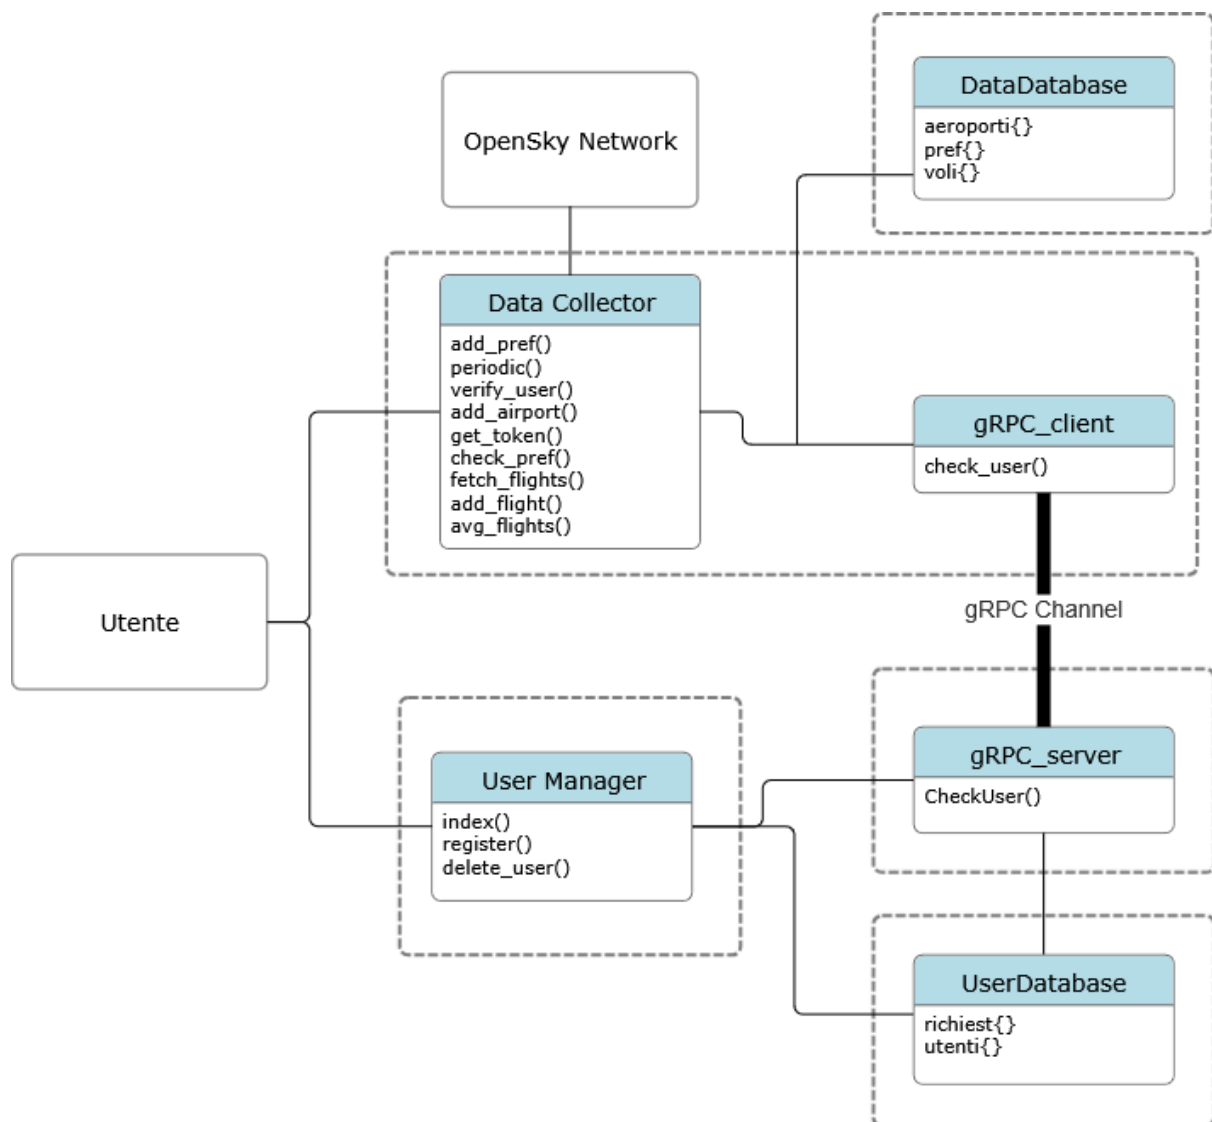 DataDatabase
aeroporti{}
pref{}
voli{}
OpenSky Network
Data Collector
add_pref()
periodic()
verify_user()
add_airport()
get_token()
check_pref()
fetch_flights()
add_flight()
avg_flights()
gRPC_client
check_user()
Utente
gRPC Channel
User Manager
index()
register()
delete_user()
gRPC_server
CheckUser()
UserDatabase
richiest{}
utenti{}